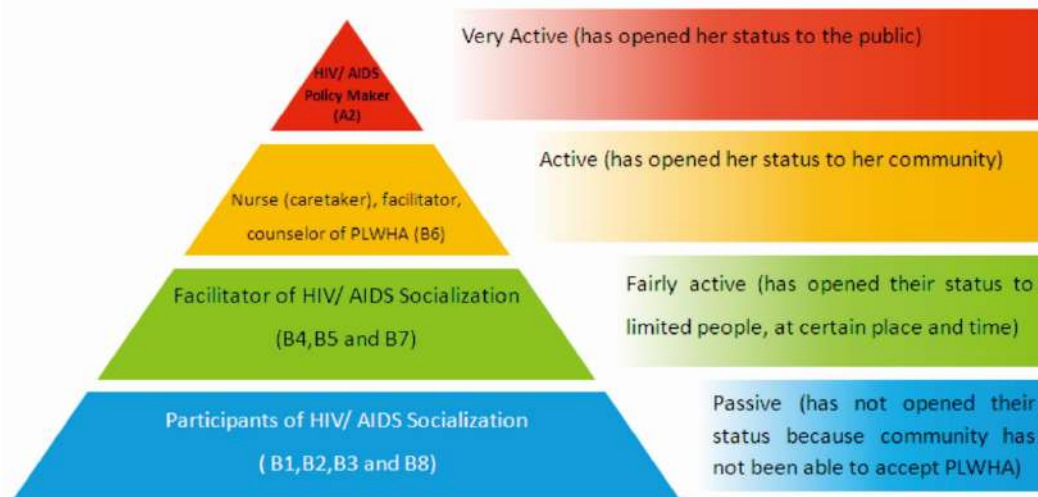 HIV/ AIDS
Policy Maker
(A2)
Very Active (has opened her status to the public)
Nurse (caretaker), facilitator,
counselor of PLWHA (B6)
Active (has opened her status to her community)
Facilitator of HIV/ AIDS Socialization
(B4,B5 and B7)
Fairly active (has opened their status to
limited people, at certain place and time)
Participants of HIV/ AIDS Socialization
( B1,B2,B3 and B8)
Passive (has not opened their
status because community has
not been able to accept PLWHA)